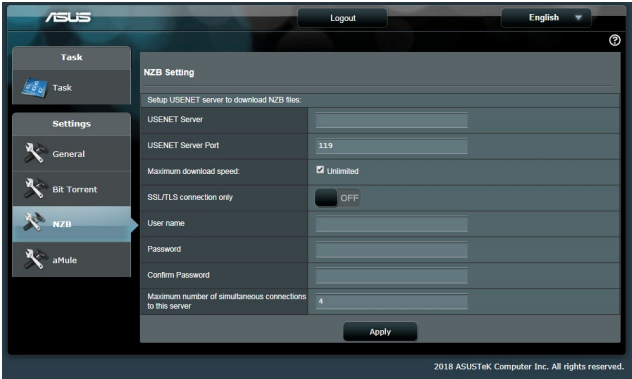 ASUS
Logout
English
Task
Task
Settings
General
Bit Torrent
NZB
aMule
NZB Setting
Setup USENET server to download NZB files:
USENET Server
USENET Server Port
119
Maximum download speed:
Unlimited
SSL/TLS connection only
OFF
User name
Password
Confirm Password
Maximum number of simultaneous connections
to this server
4
Apply
2018 ASUSTeK Computer Inc. All rights reserved.